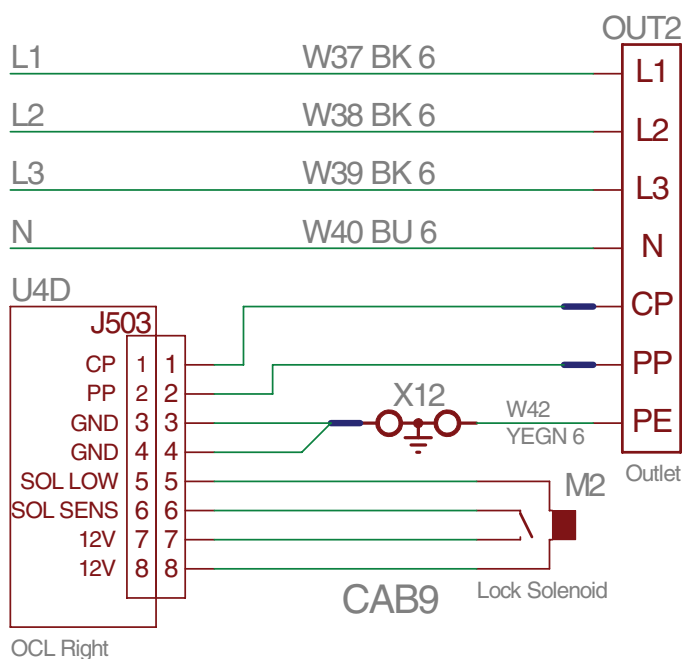 OUT2
L1 W37 BK 6 L1
L2 W38 BK 6 L2
L3 W39 BK 6 L3
N W40 BU 6 N
U4D
CP
J503
CP 1 1 PP
PP 2 2 X12
GND 3 3 W42 PE
YEGN 6
GND 4 4
SOL LOW 5 5 M2 Outlet
SOL SENS 6 6
12V 7 7
12V 8 8 CAB9 Lock Solenoid
OCL Right